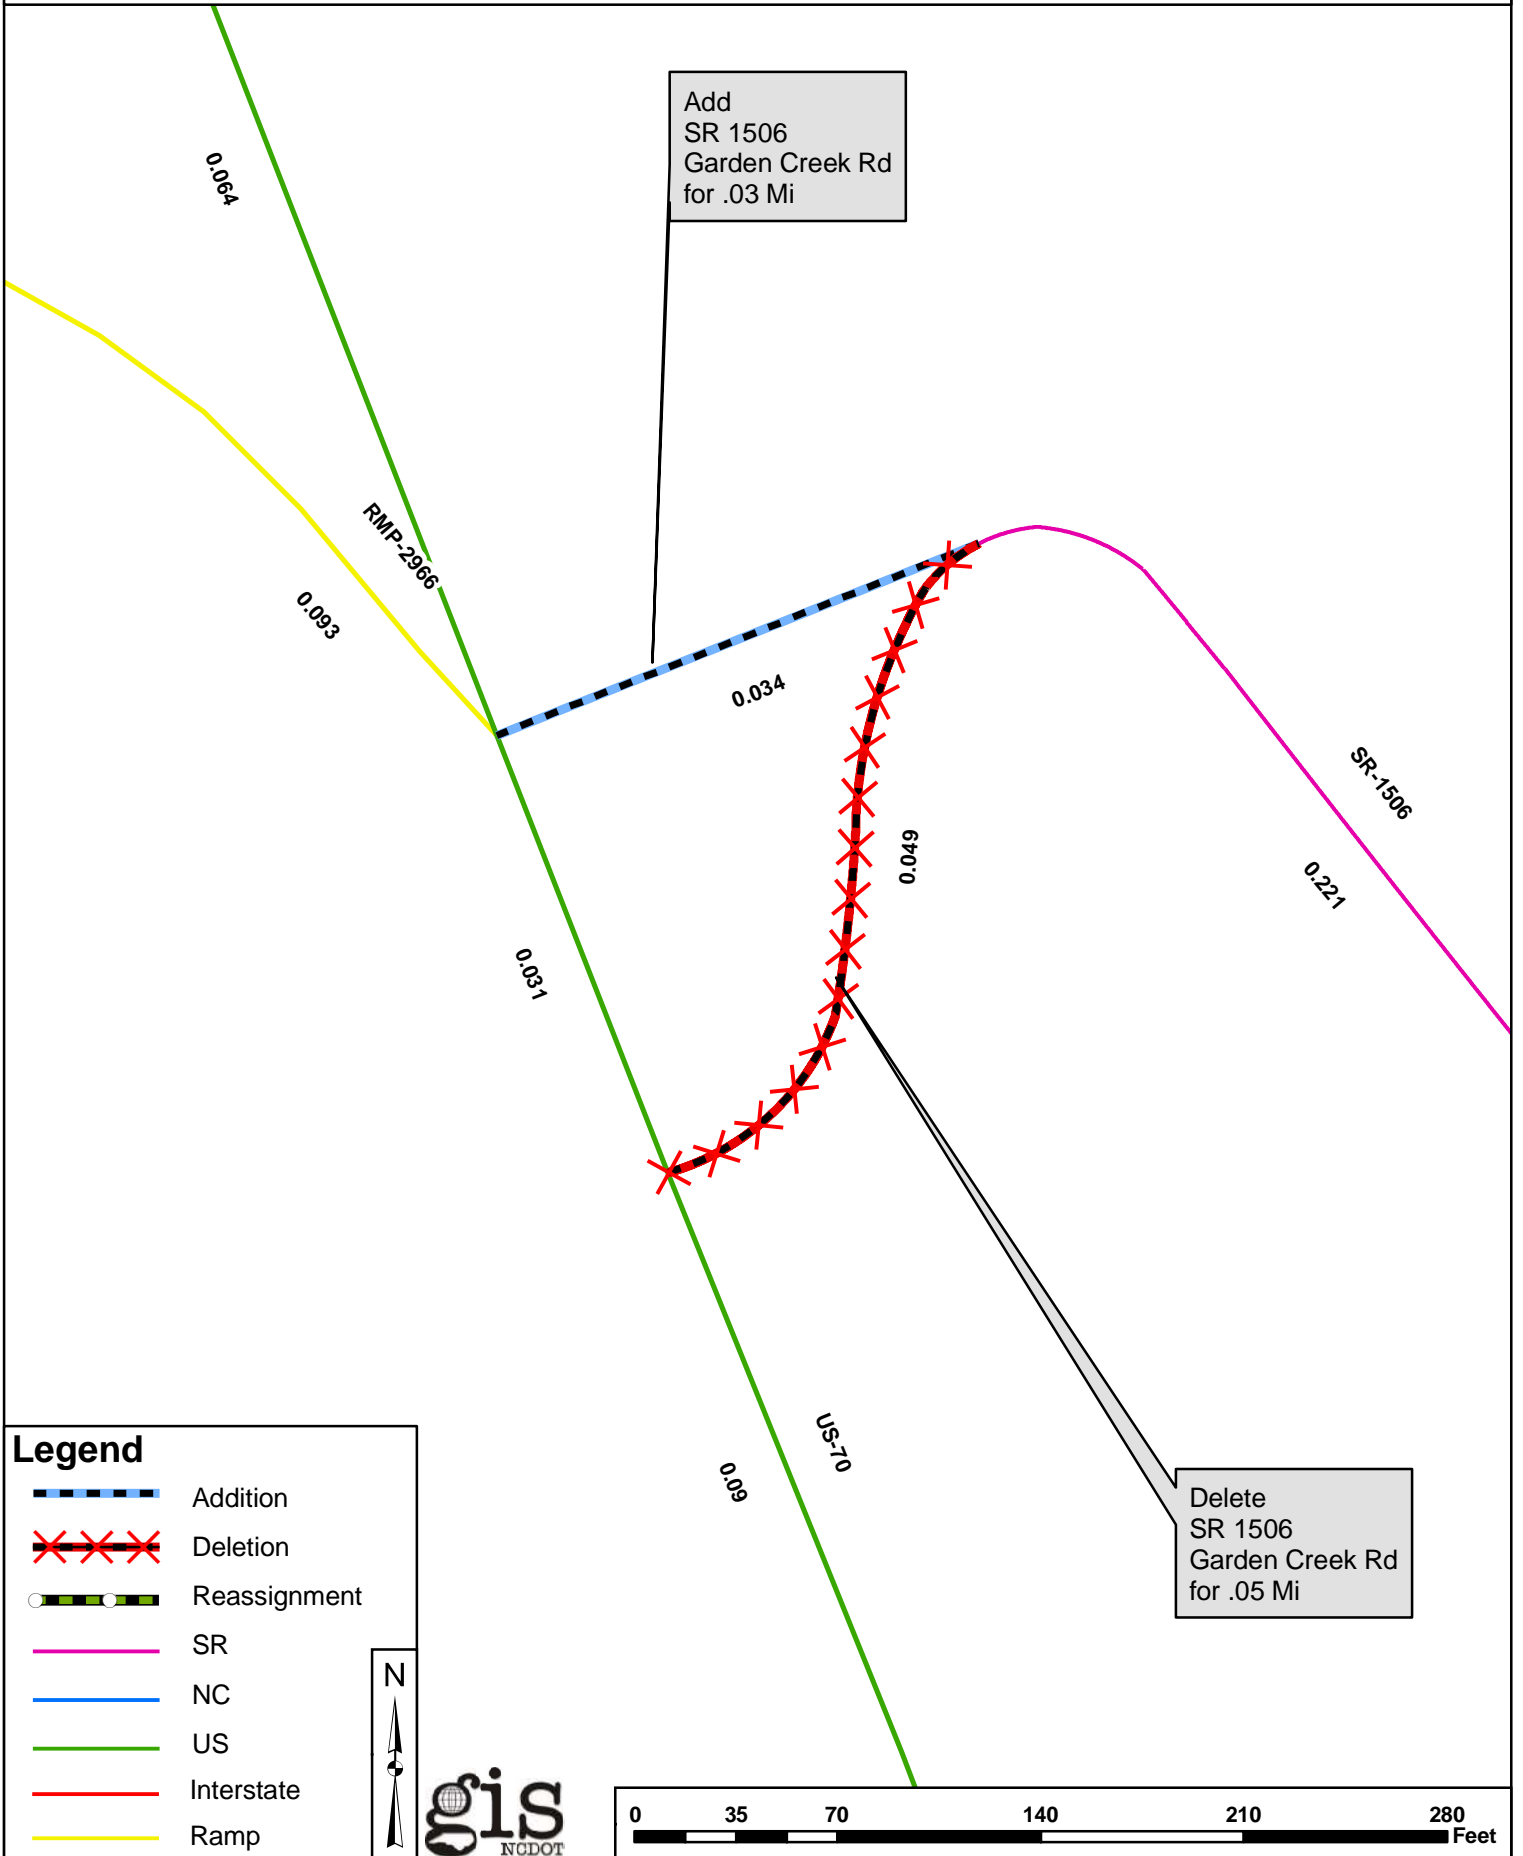 Add
SR 1506
Garden Creek Rd
for .03 Mi
0.064
RMP-2966
0.093
0.034
SR-1506
0.221
0.049
0.031
US-70
0.09
Delete
SR 1506
Garden Creek Rd
for .05 Mi
Legend
Addition
Deletion
Reassignment
SR
NC
US
Interstate
Ramp
N
gis
NCDOT
0 35 70 140 210 280
Feet